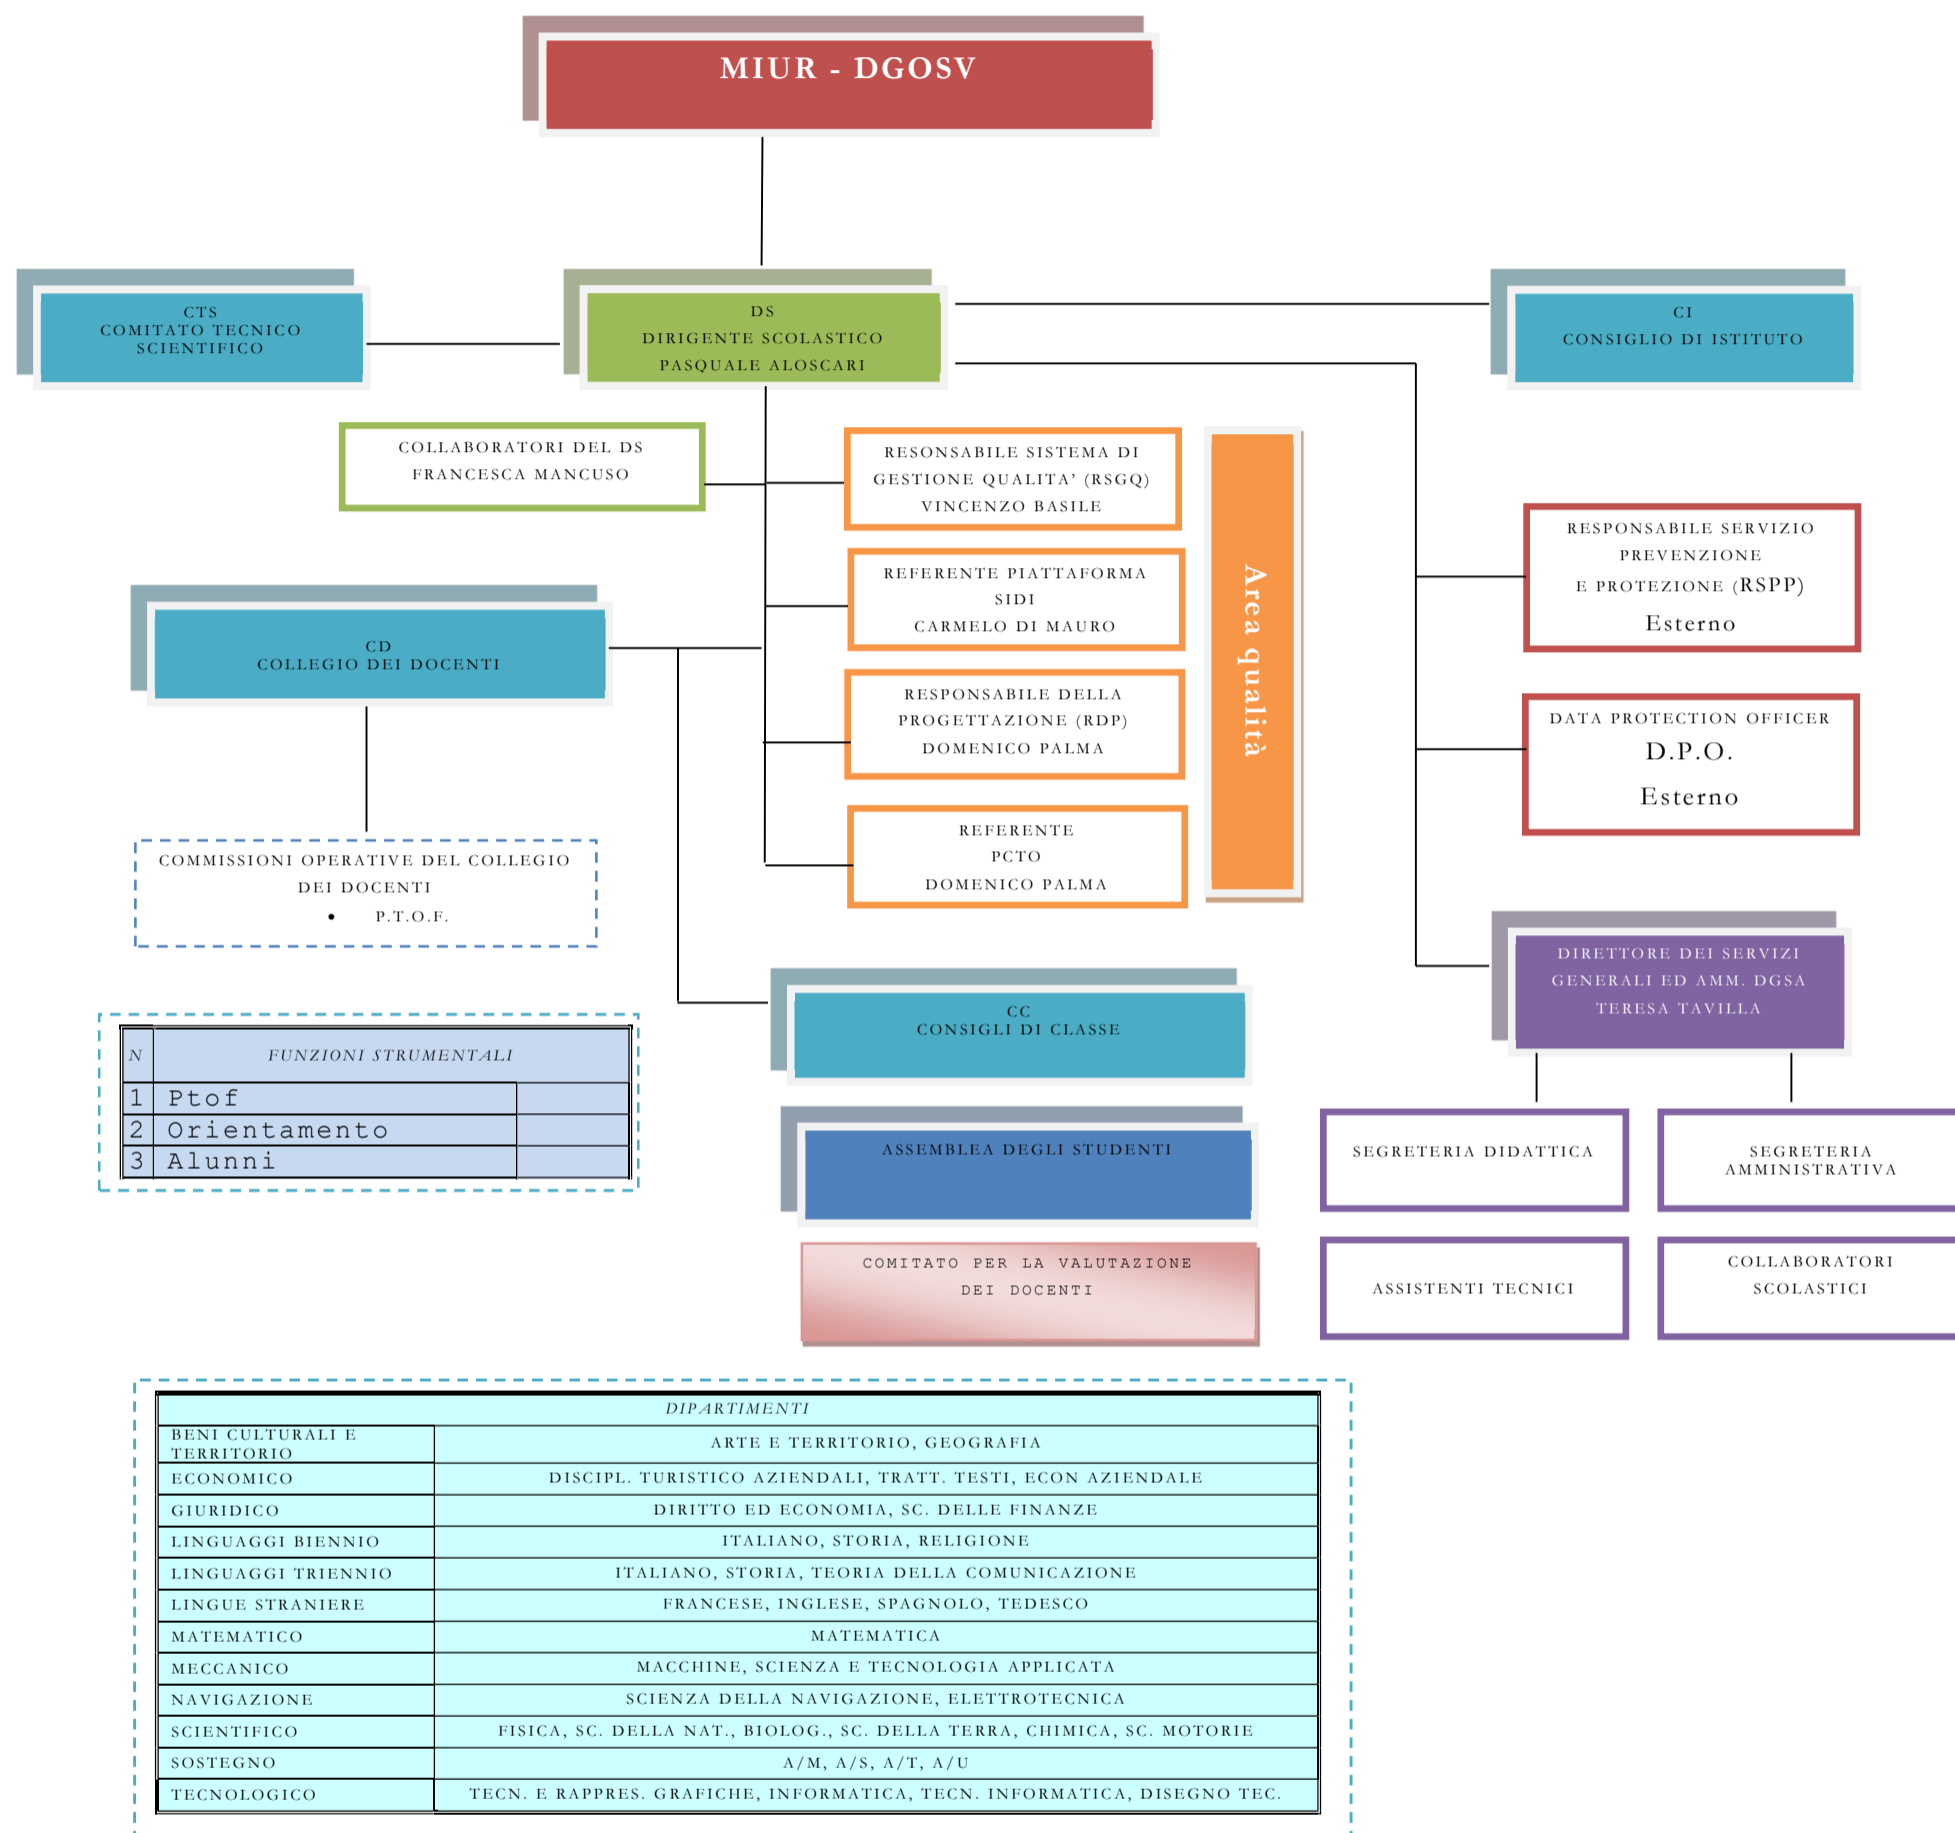 MIUR - DGOSV
CTS
COMITATO TECNICO
SCIENTIFICO
DS
DIRIGENTE SCOLASTICO
PASQUALE ALOSCARI
CI
CONSIGLIO DI ISTITUTO
COLLABORATORI DEL DS
FRANCESCA MANCUSO
RESONSABILE SISTEMA DI
GESTIONE QUALITA' (RSGQ)
VINCENZO BASILE
REFERENTE PIATTAFORMA
SIDI
CARMELO DI MAURO
RESPONSABILE DELLA
PROGETTAZIONE (RDP)
DOMENICO PALMA
REFERENTE
PCTO
DOMENICO PALMA
Area qualità
RESPONSABILE SERVIZIO
PREVENZIONE
E PROTEZIONE (RSPP)
Esterno
DATA PROTECTION OFFICER
D.P.O.
Esterno
CD
COLLEGIO DEI DOCENTI
COMMISSIONI OPERATIVE DEL COLLEGIO
DEI DOCENTI
• P.T.O.F.
DIRETTORE DEI SERVIZI
GENERALI ED AMM. DGSA
TERESA TAVILLA
CC
CONSIGLI DI CLASSE
N FUNZIONI STRUMENTALI
1 Ptof
2 Orientamento
3 Alunni
ASSEMBLEA DEGLI STUDENTI
COMITATO PER LA VALUTAZIONE
DEI DOCENTI
SEGRETERIA DIDATTICA
SEGRETERIA
AMMINISTRATIVA
ASSISTENTI TECNICI
COLLABORATORI
SCOLASTICI
DIPARTIMENTI
BENI CULTURALI E
TERRITORIO
ARTE E TERRITORIO, GEOGRAFIA
ECONOMICO DISCIPL. TURISTICO AZIENDALI, TRATT. TESTI, ECON AZIENDALE
GIURIDICO DIRITTO ED ECONOMIA, SC. DELLE FINANZE
LINGUAGGI BIENNIO ITALIANO, STORIA, RELIGIONE
LINGUAGGI TRIENNIO ITALIANO, STORIA, TEORIA DELLA COMUNICAZIONE
LINGUE STRANIERE FRANCESE, INGLESE, SPAGNOLO, TEDESCO
MATEMATICO MATEMATICA
MECCANICO MACCHINE, SCIENZA E TECNOLOGIA APPLICATA
NAVIGAZIONE SCIENZA DELLA NAVIGAZIONE, ELETTROTECNICA
SCIENTIFICO FISICA, SC. DELLA NAT., BIOLOG., SC. DELLA TERRA, CHIMICA, SC. MOTORIE
SOSTEGNO A/M, A/S, A/T, A/U
TECNOLOGICO TECN. E RAPPRES. GRAFICHE, INFORMATICA, TECN. INFORMATICA, DISEGNO TEC.